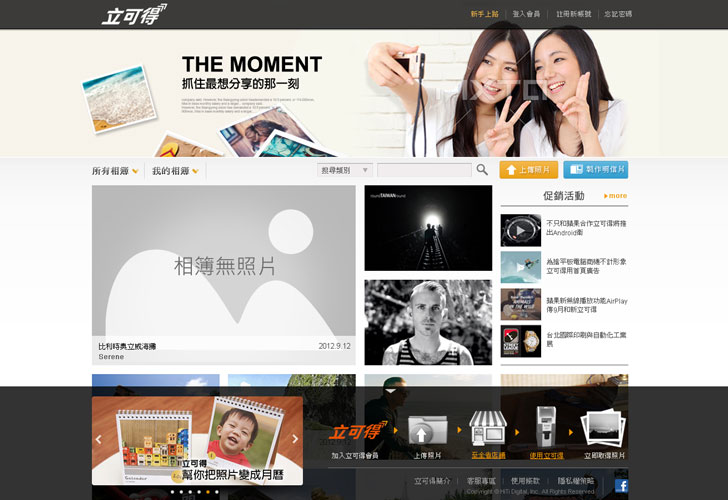 立可得
新手上路 登入會員 註冊新帳號 忘記密碼
THE MOMENT
抓住最想分享的那一刻
所有相簿 我的相簿 搜尋類別 上傳照片 製作明信片
相簿無照片
比利時奧立威海攤 2012.9.12
Serene
roundTAIWANround
促銷活動 more
不只和蘋果合作立可得將推
出Android衛
為搶平板電腦商機不計形象
立可得用首頁廣告
蘋果新無線播放功能AirPlay
傳9月和新立可得
台北國際印刷與自動化工業
展
立可得
幫你把照片變成月曆
立可得
加入立可得會員 上傳照片 至全省店鋪 使用立可得 立即取得照片
立可得簡介 客服專區 使用條款 隱私權策略
Copyright © HiTi Digital, Inc. All Rights Reserved.